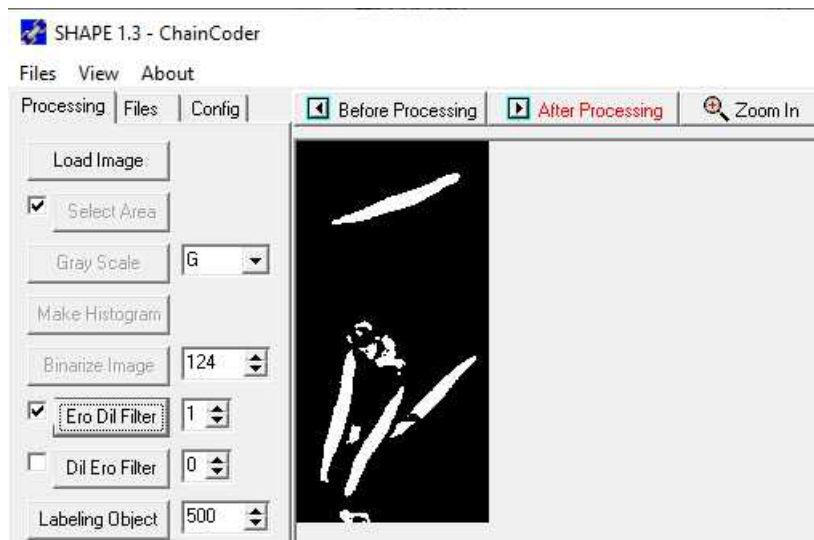 SHAPE 1.3 - ChainCoder
Files View About
Processing Files Config Before Processing After Processing Zoom In
Load Image
Select Area
Gray Scale G
Make Histogram
Binarize Image 124
Ero Dil Filter 1
Dil Ero Filter 0
Labeling Object 500